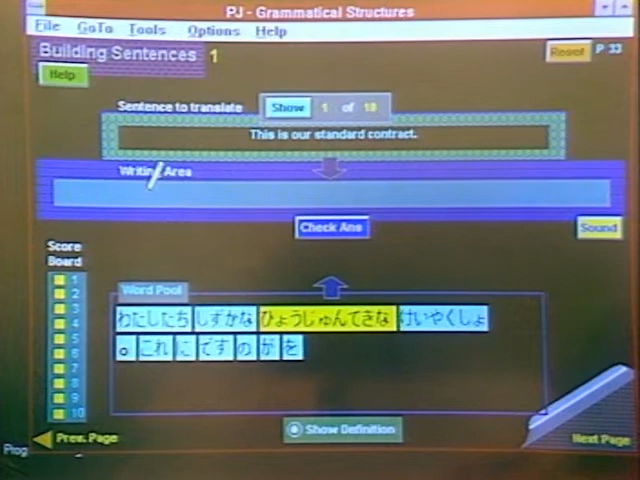 PJ - Grammatical Structures
File GoTo Tools Options Help
Building Sentences 1
Reset P 33
Help
Sentence to translate Show 1 of 10
This is our standard contract.
Writing Area
Check Ans
Sound
Score Board
1
2
3
4
5
6
7
8
9
10
Word Pool
わたしたち しずかな ひょうじゅんてきな けいやくしょ
。 これ に です の が を
Show Definition
Prev. Page
Next Page
Prog